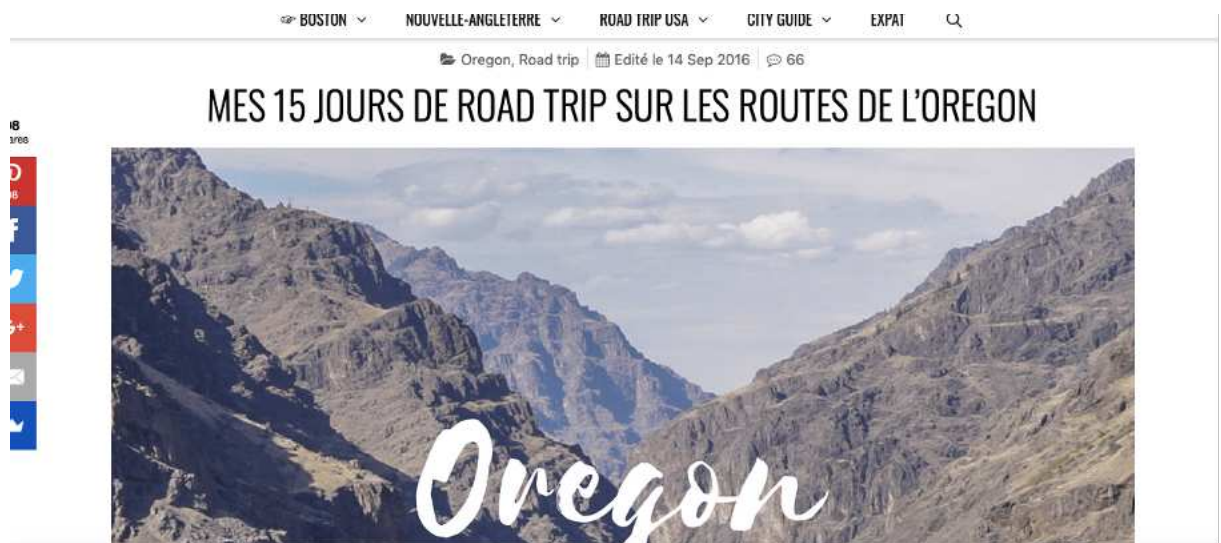 ☞ BOSTON NOUVELLE-ANGLETERRE ROAD TRIP USA CITY GUIDE EXPAT
Oregon, Road trip Edité le 14 Sep 2016 66
MES 15 JOURS DE ROAD TRIP SUR LES ROUTES DE L'OREGON
Oregon